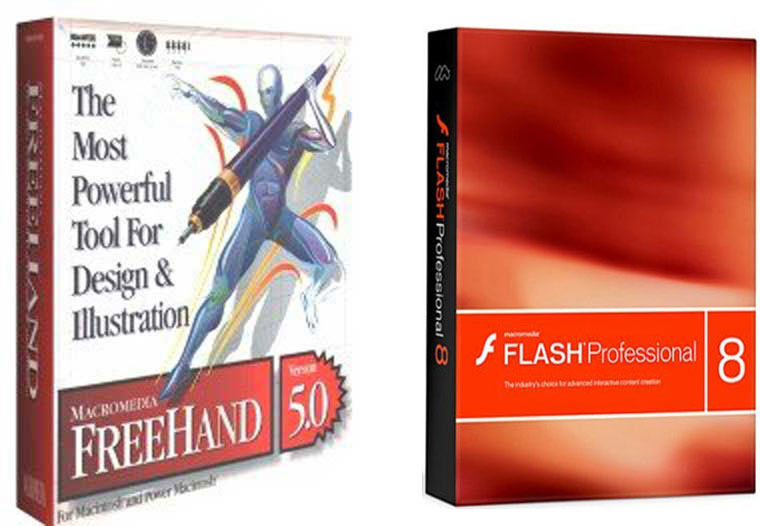 The
Most
Powerful
Tool For
Design &
Illustration
MACROMEDIA
FREEHAND
Version
5.0
For Macintosh and Power Macintosh
FREEHAND
macromedia
FLASH Professional 8
macromedia
FLASH Professional
8
The industry's choice for advanced interactive content creation